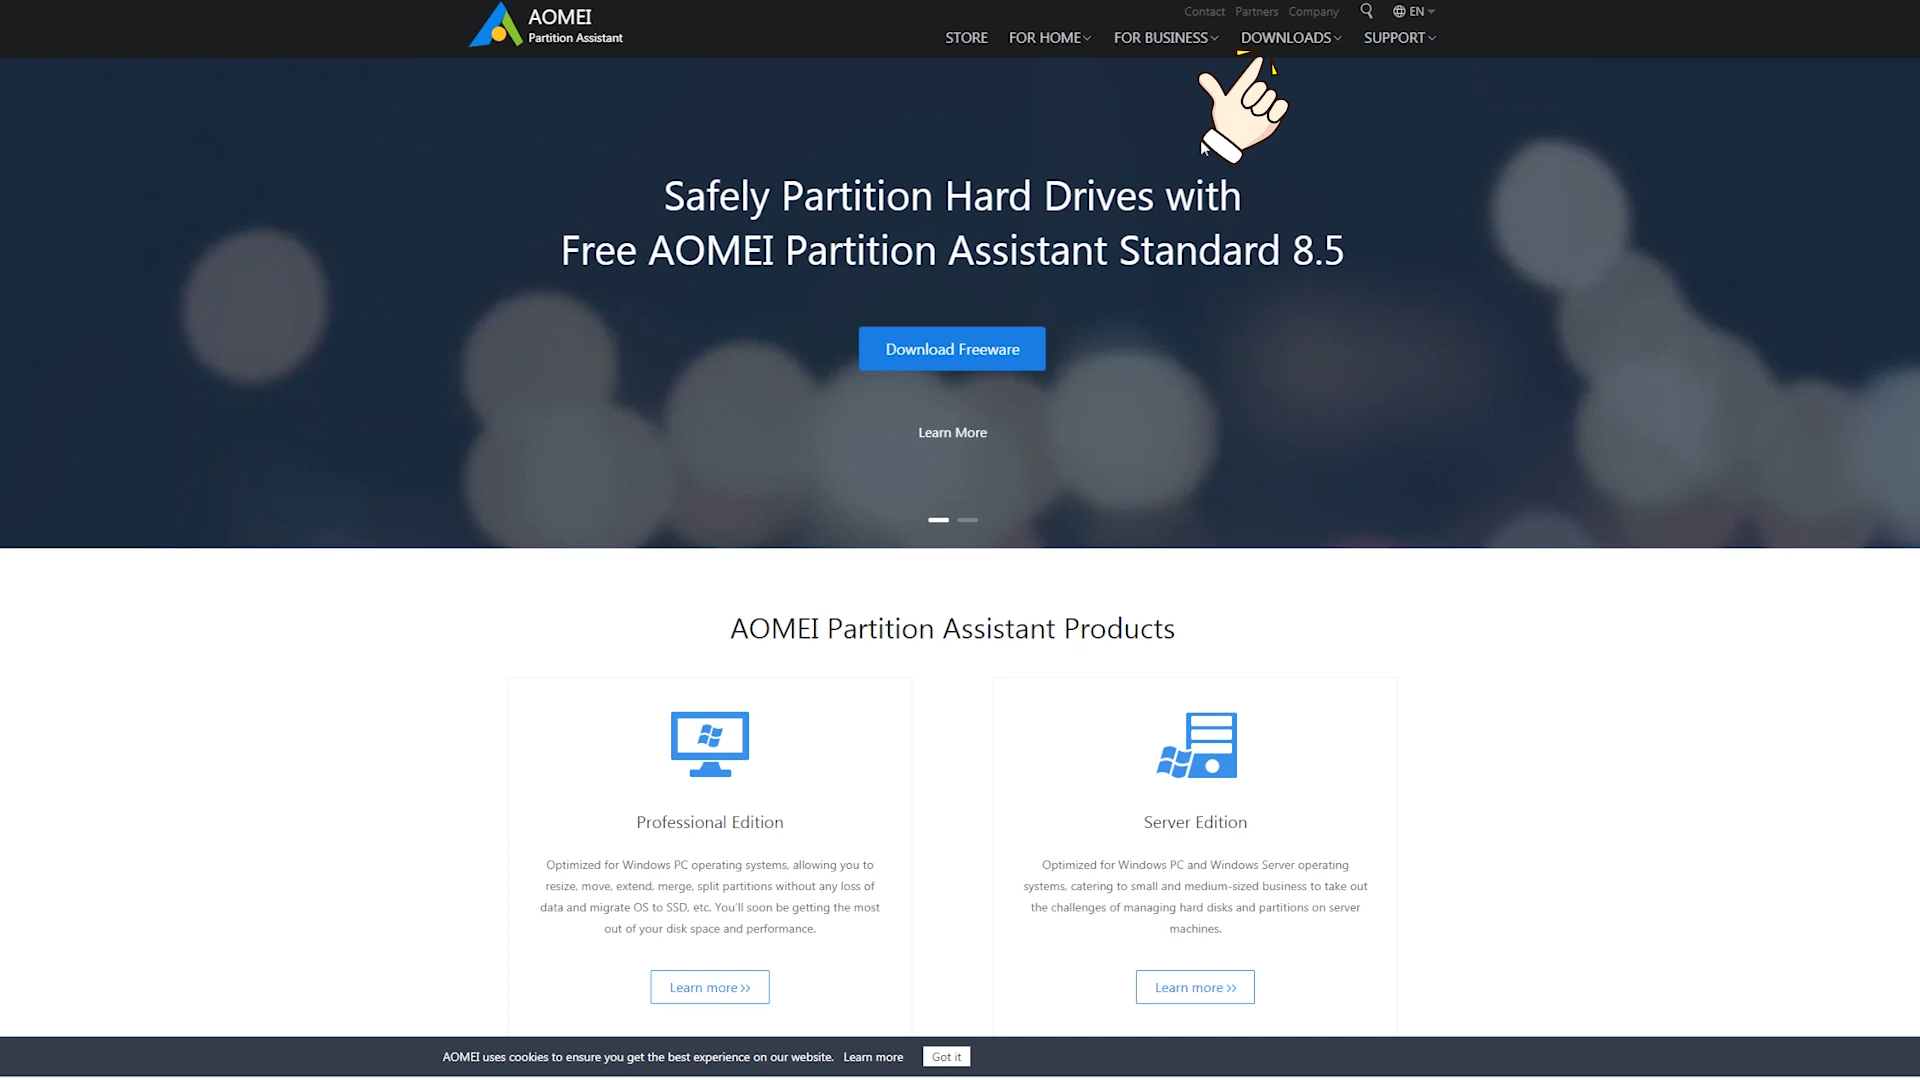 AOMEI
Partition Assistant
Contact Partners Company EN
STORE FOR HOME FOR BUSINESS DOWNLOADS SUPPORT
Safely Partition Hard Drives with
Free AOMEI Partition Assistant Standard 8.5
Download Freeware
Learn More
AOMEI Partition Assistant Products
Professional Edition
Optimized for Windows PC operating systems, allowing you to
resize, move, extend, merge, split partitions without any loss of
data and migrate OS to SSD, etc. You'll soon be getting the most
out of your disk space and performance.
Learn more >>
Server Edition
Optimized for Windows PC and Windows Server operating
systems, catering to small and medium-sized business to take out
the challenges of managing hard disks and partitions on server
machines.
Learn more >>
AOMEI uses cookies to ensure you get the best experience on our website. Learn more Got it